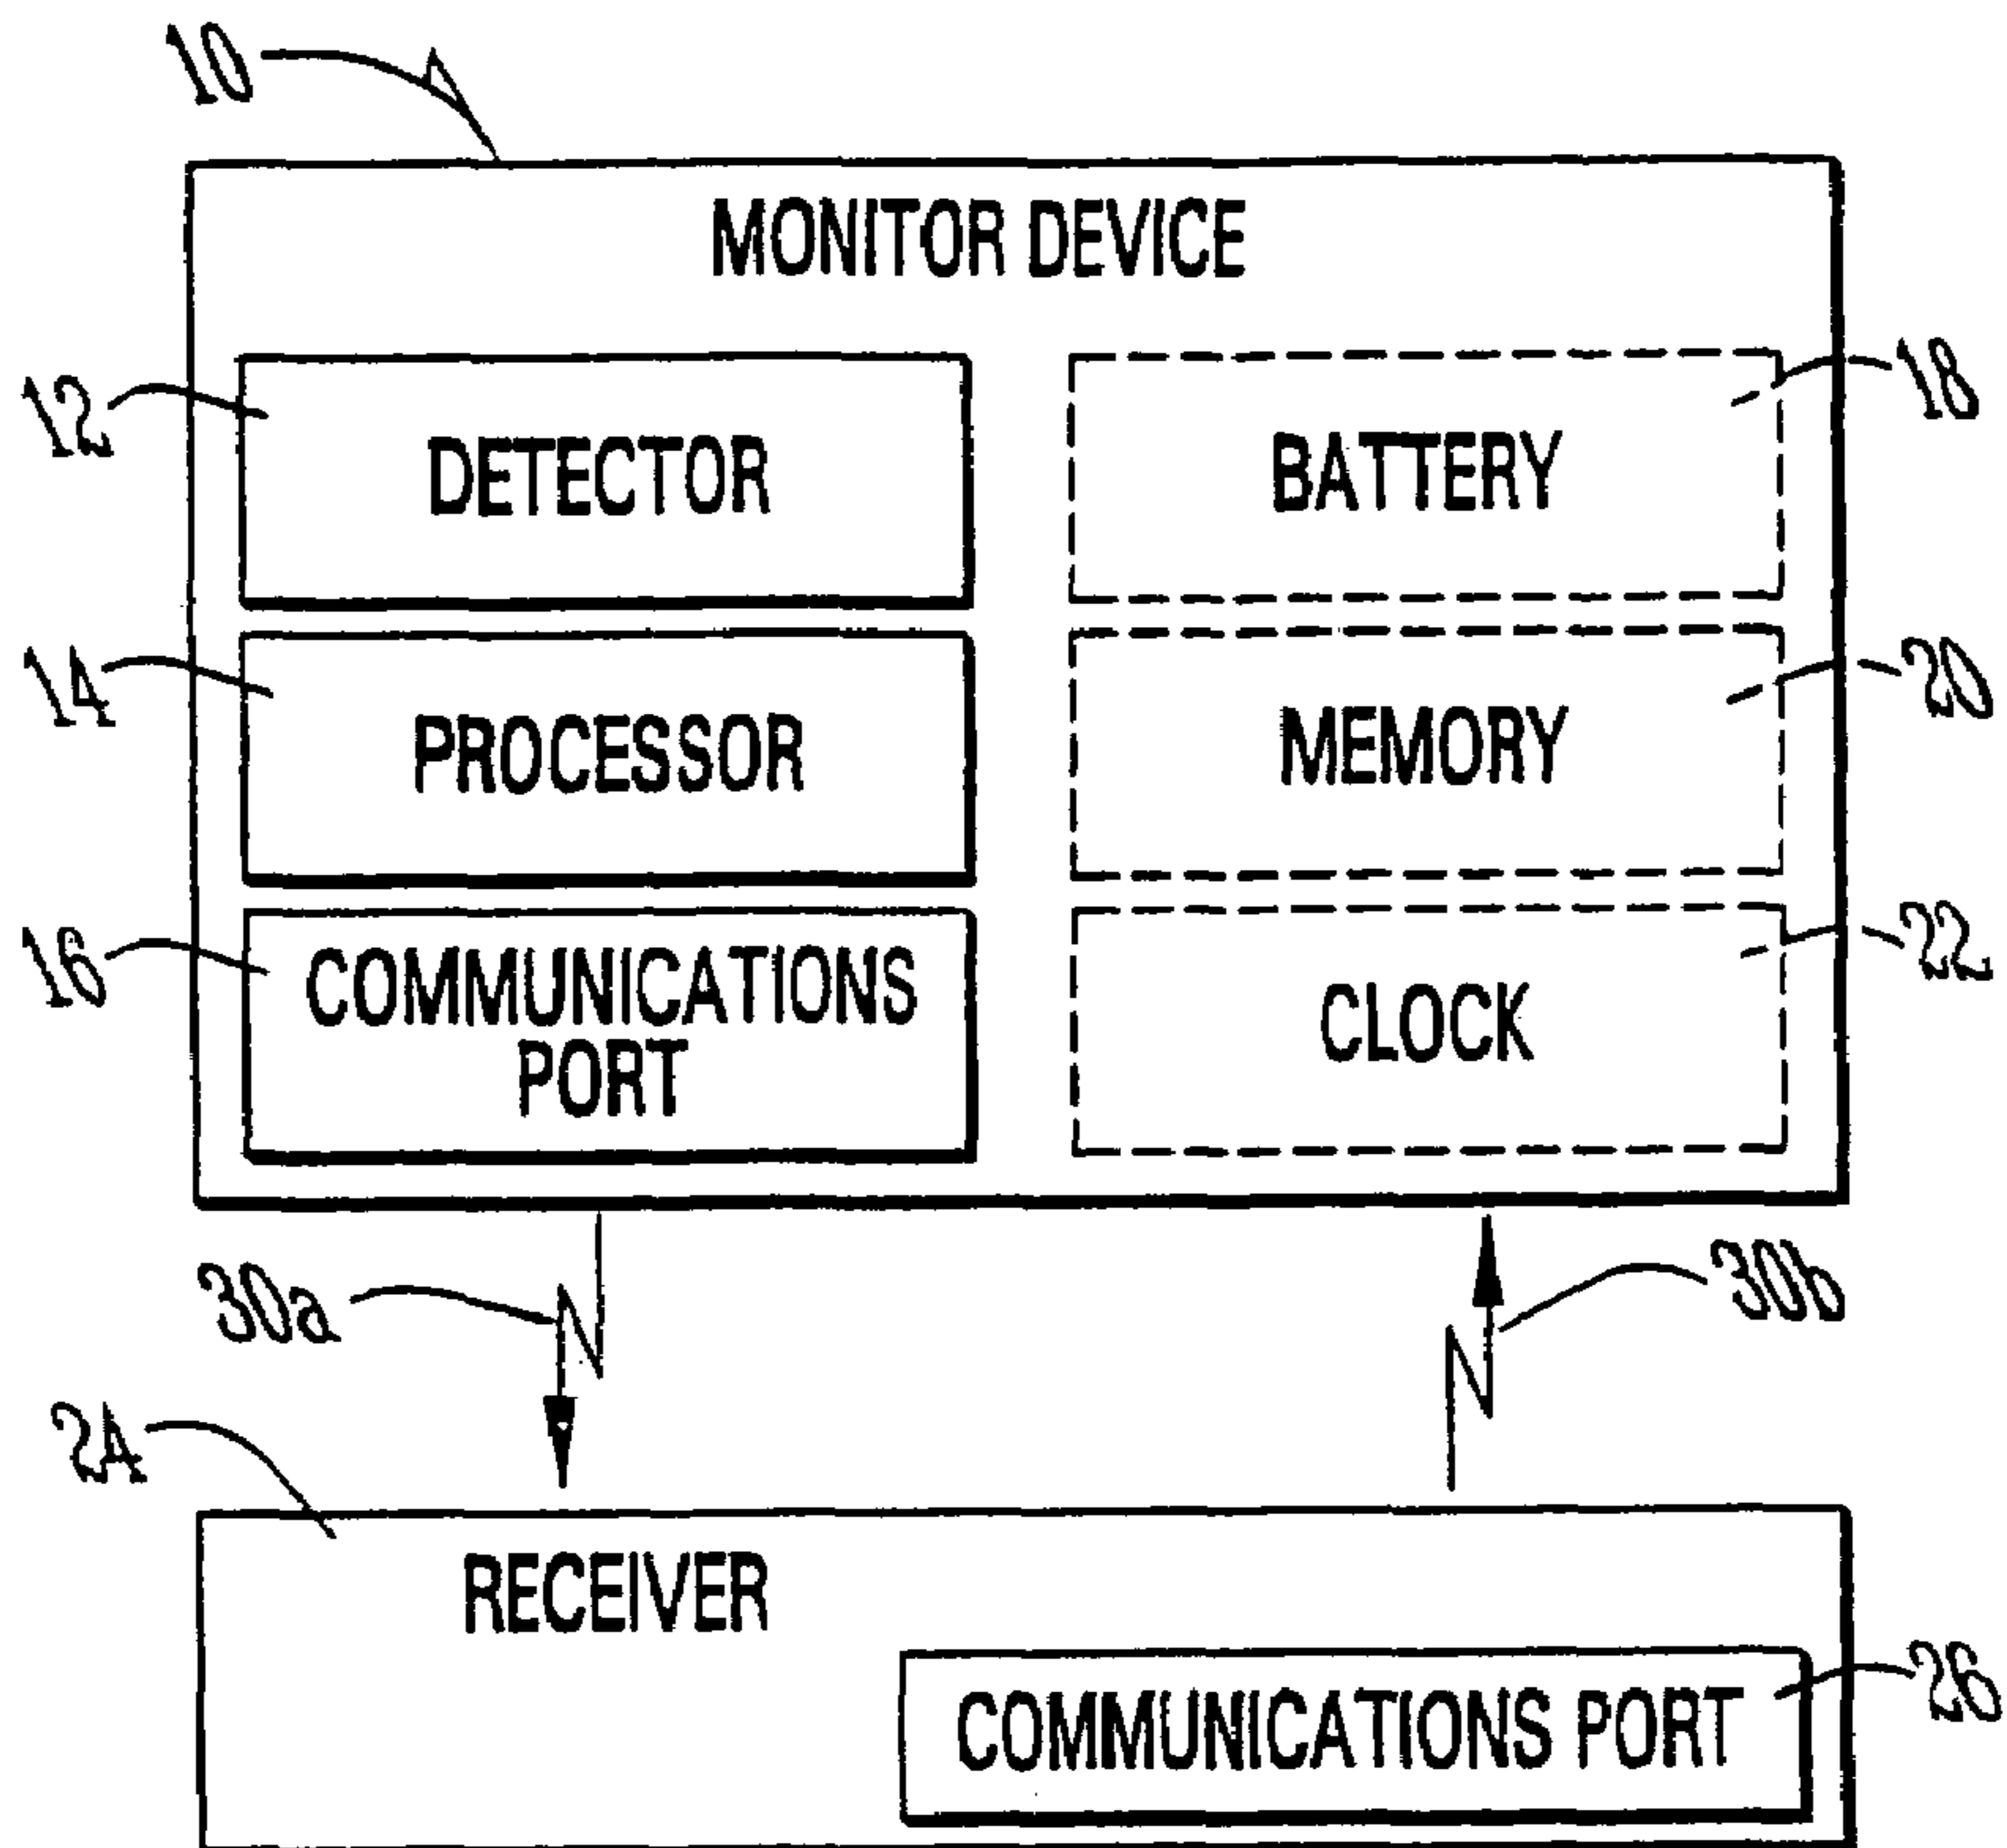 10
MONITOR DEVICE
12
DETECTOR
BATTERY
18
14
PROCESSOR
MEMORY
20
16
COMMUNICATIONS
PORT
CLOCK
22
30a
30b
24
RECEIVER
COMMUNICATIONS PORT
26